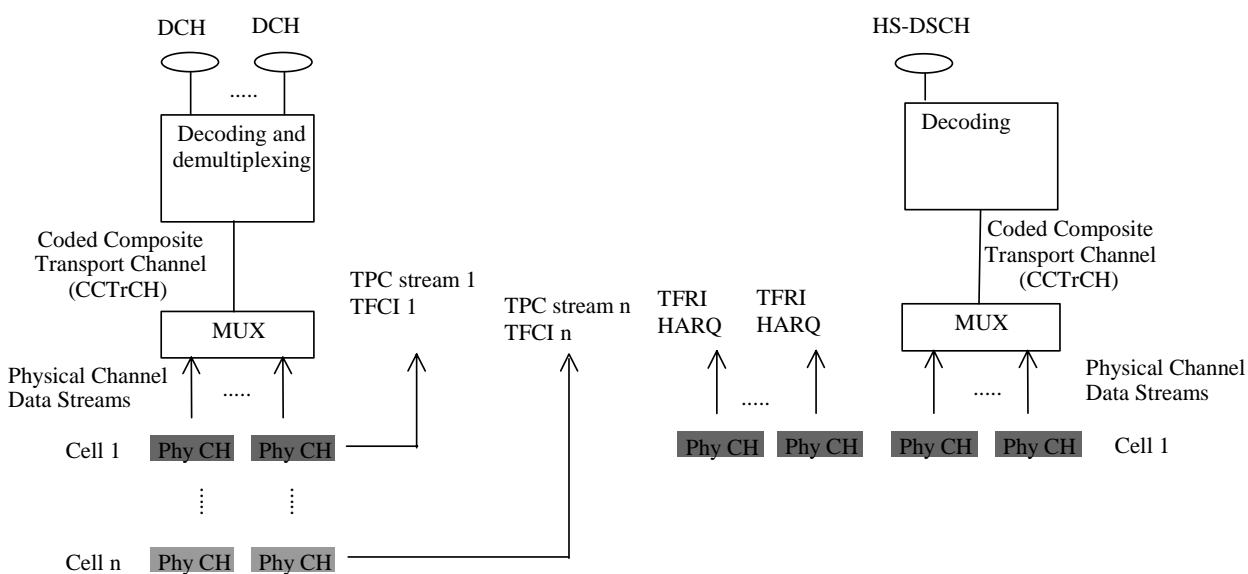 DCH
DCH
.....
Decoding and
demultiplexing
Coded Composite
Transport Channel
(CCTrCH)
MUX
Physical Channel
Data Streams
.....
Cell 1
Phy CH
Phy CH
Cell n
Phy CH
Phy CH
TPC stream 1
TFCI 1
TPC stream n
TFCI n
HS-DSCH
Decoding
Coded Composite
Transport Channel
(CCTrCH)
MUX
TFRI
HARQ
TFRI
HARQ
.....
.....
Physical Channel
Data Streams
Phy CH
Phy CH
Phy CH
Phy CH
Cell 1